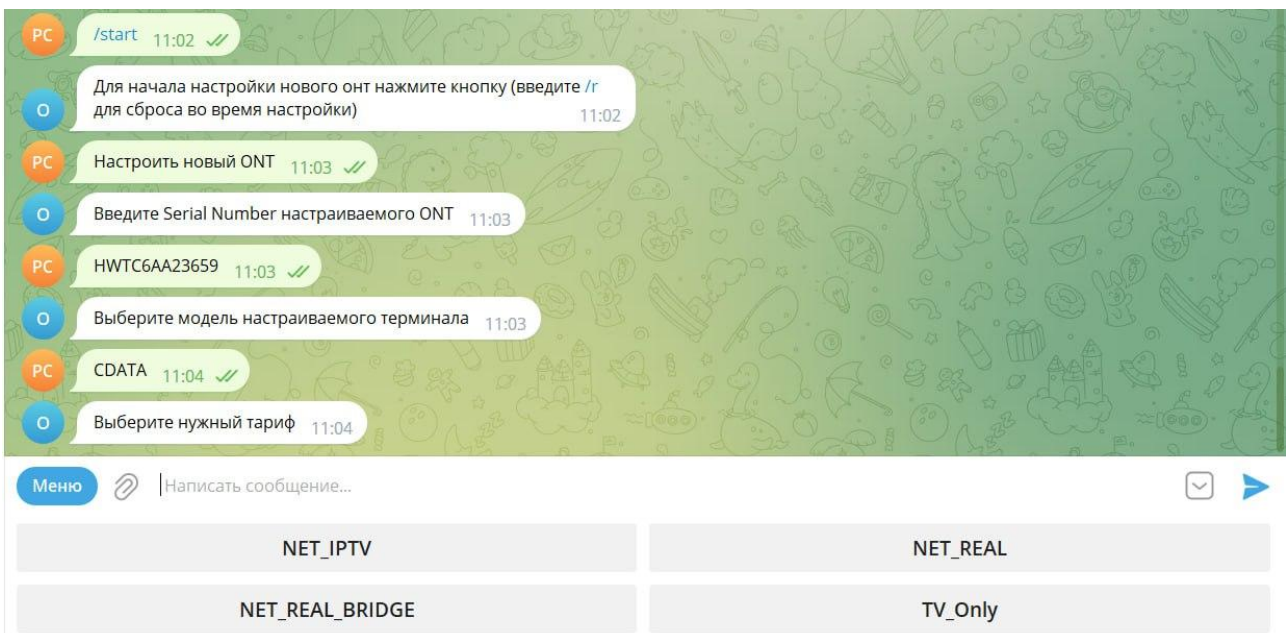 PC
/start 11:02
Для начала настройки нового онт нажмите кнопку (введите /r
для сброса во время настройки) 11:02
O
PC
Настроить новый ONT 11:03
O
Введите Serial Number настраиваемого ONT 11:03
PC
HWTC6AA23659 11:03
O
Выберите модель настраиваемого терминала 11:03
PC
CDATA 11:04
O
Выберите нужный тариф 11:04
Меню
Написать сообщение...
NET_IPTV
NET_REAL
NET_REAL_BRIDGE
TV_Only